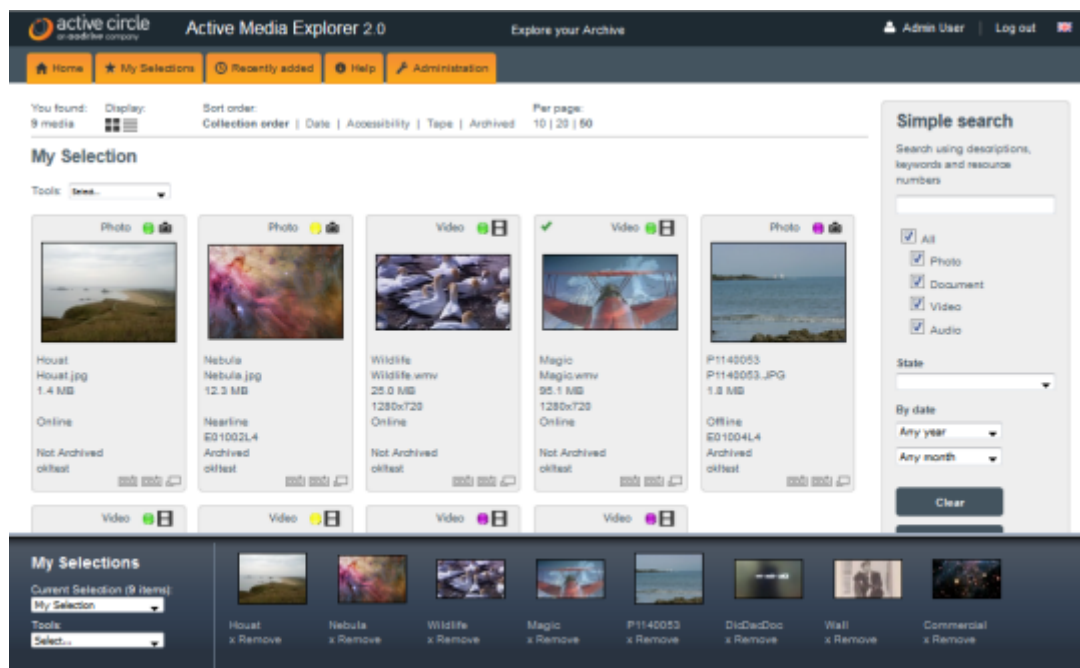 active circle
an oodrive company
Active Media Explorer 2.0
Explore your Archive
Admin User | Log out
Home
My Selections
Recently added
Help
Administration
You found: Display: Sort order: Per page:
9 media Collection order | Date | Accessibility | Tape | Archived 10 | 20 | 50
My Selection
Tools: Select...
Photo
Houat
Houat.jpg
1.4 MB
Online
Not Archived
okltest
Photo
Nebula
Nebula.jpg
12.3 MB
Nearline
E01002L4
Archived
okltest
Video
Wildlife
Wildlife.wmv
25.0 MB
1280x720
Online
Not Archived
okltest
Video
Magic
Magic.wmv
95.1 MB
1280x720
Online
Not Archived
okltest
Photo
P1140053
P1140053.JPG
1.8 MB
Offline
E01004L4
Archived
okltest
Video
Video
Video
Video
Simple search
Search using descriptions,
keywords and resource
numbers
All
Photo
Document
Video
Audio
State
By date
Any year
Any month
Clear
My Selections
Current Selection (9 items):
My Selection
Tools:
Select...
Houat Nebula Wildlife Magic P1140053 DicDacDoc Wall Commercial
x Remove x Remove x Remove x Remove x Remove x Remove x Remove x Remove